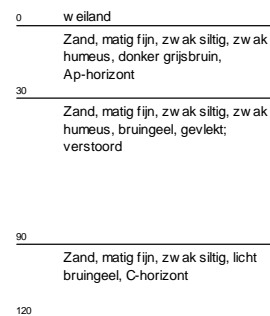 0 weiland
Zand, matig fijn, zwak siltig, zwak
humeus, donker grijsbruin,
Ap-horizont
30
Zand, matig fijn, zwak siltig, zwak
humeus, bruingeel, gevlekt;
verstoord
90
Zand, matig fijn, zwak siltig, licht
bruingeel, C-horizont
120